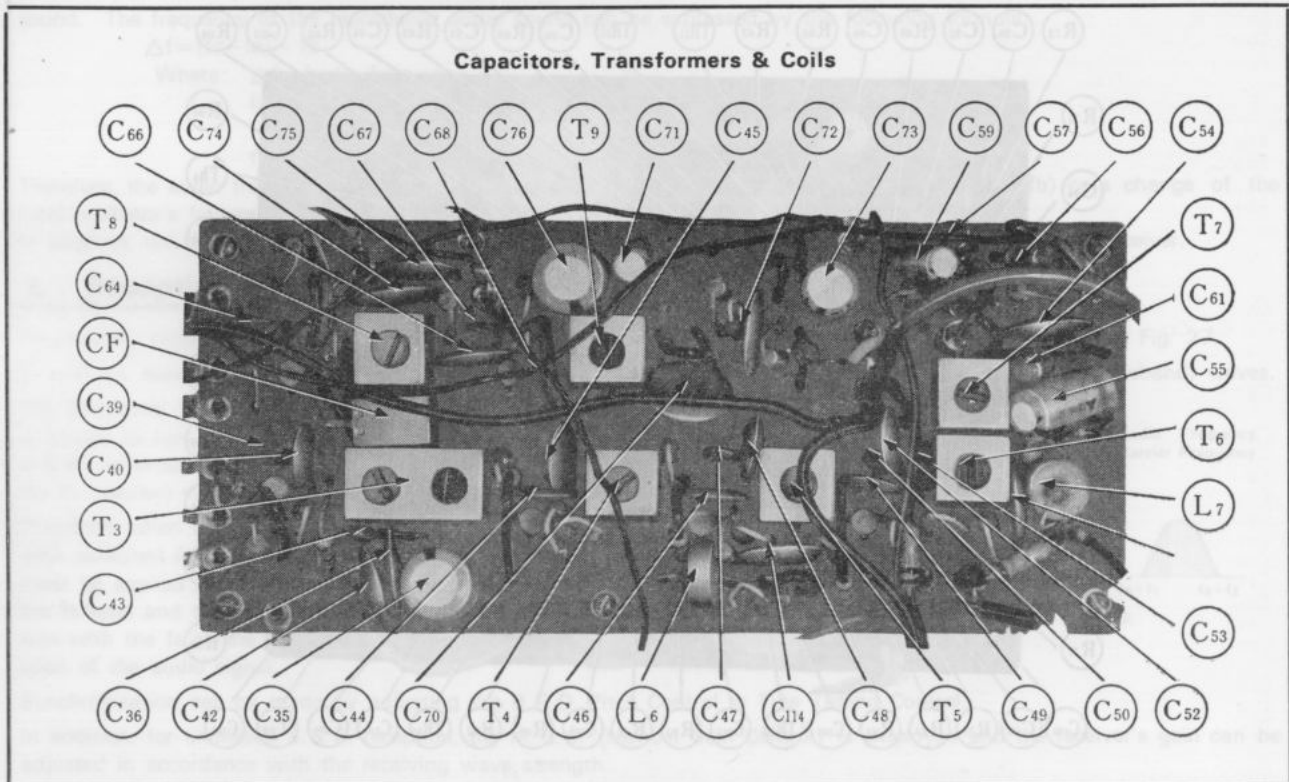 Capacitors, Transformers & Coils
C66 C74 C75 C67 C68 C76 T9 C71 C45 C72 C73 C59 C57 C56 C54
T8
T7
C64
C61
CF
C55
C39
T6
C40
L7
T3
C43
C53
C36 C42 C35 C44 C70 T4 C46 L6 C47 C114 C48 T5 C49 C50 C52